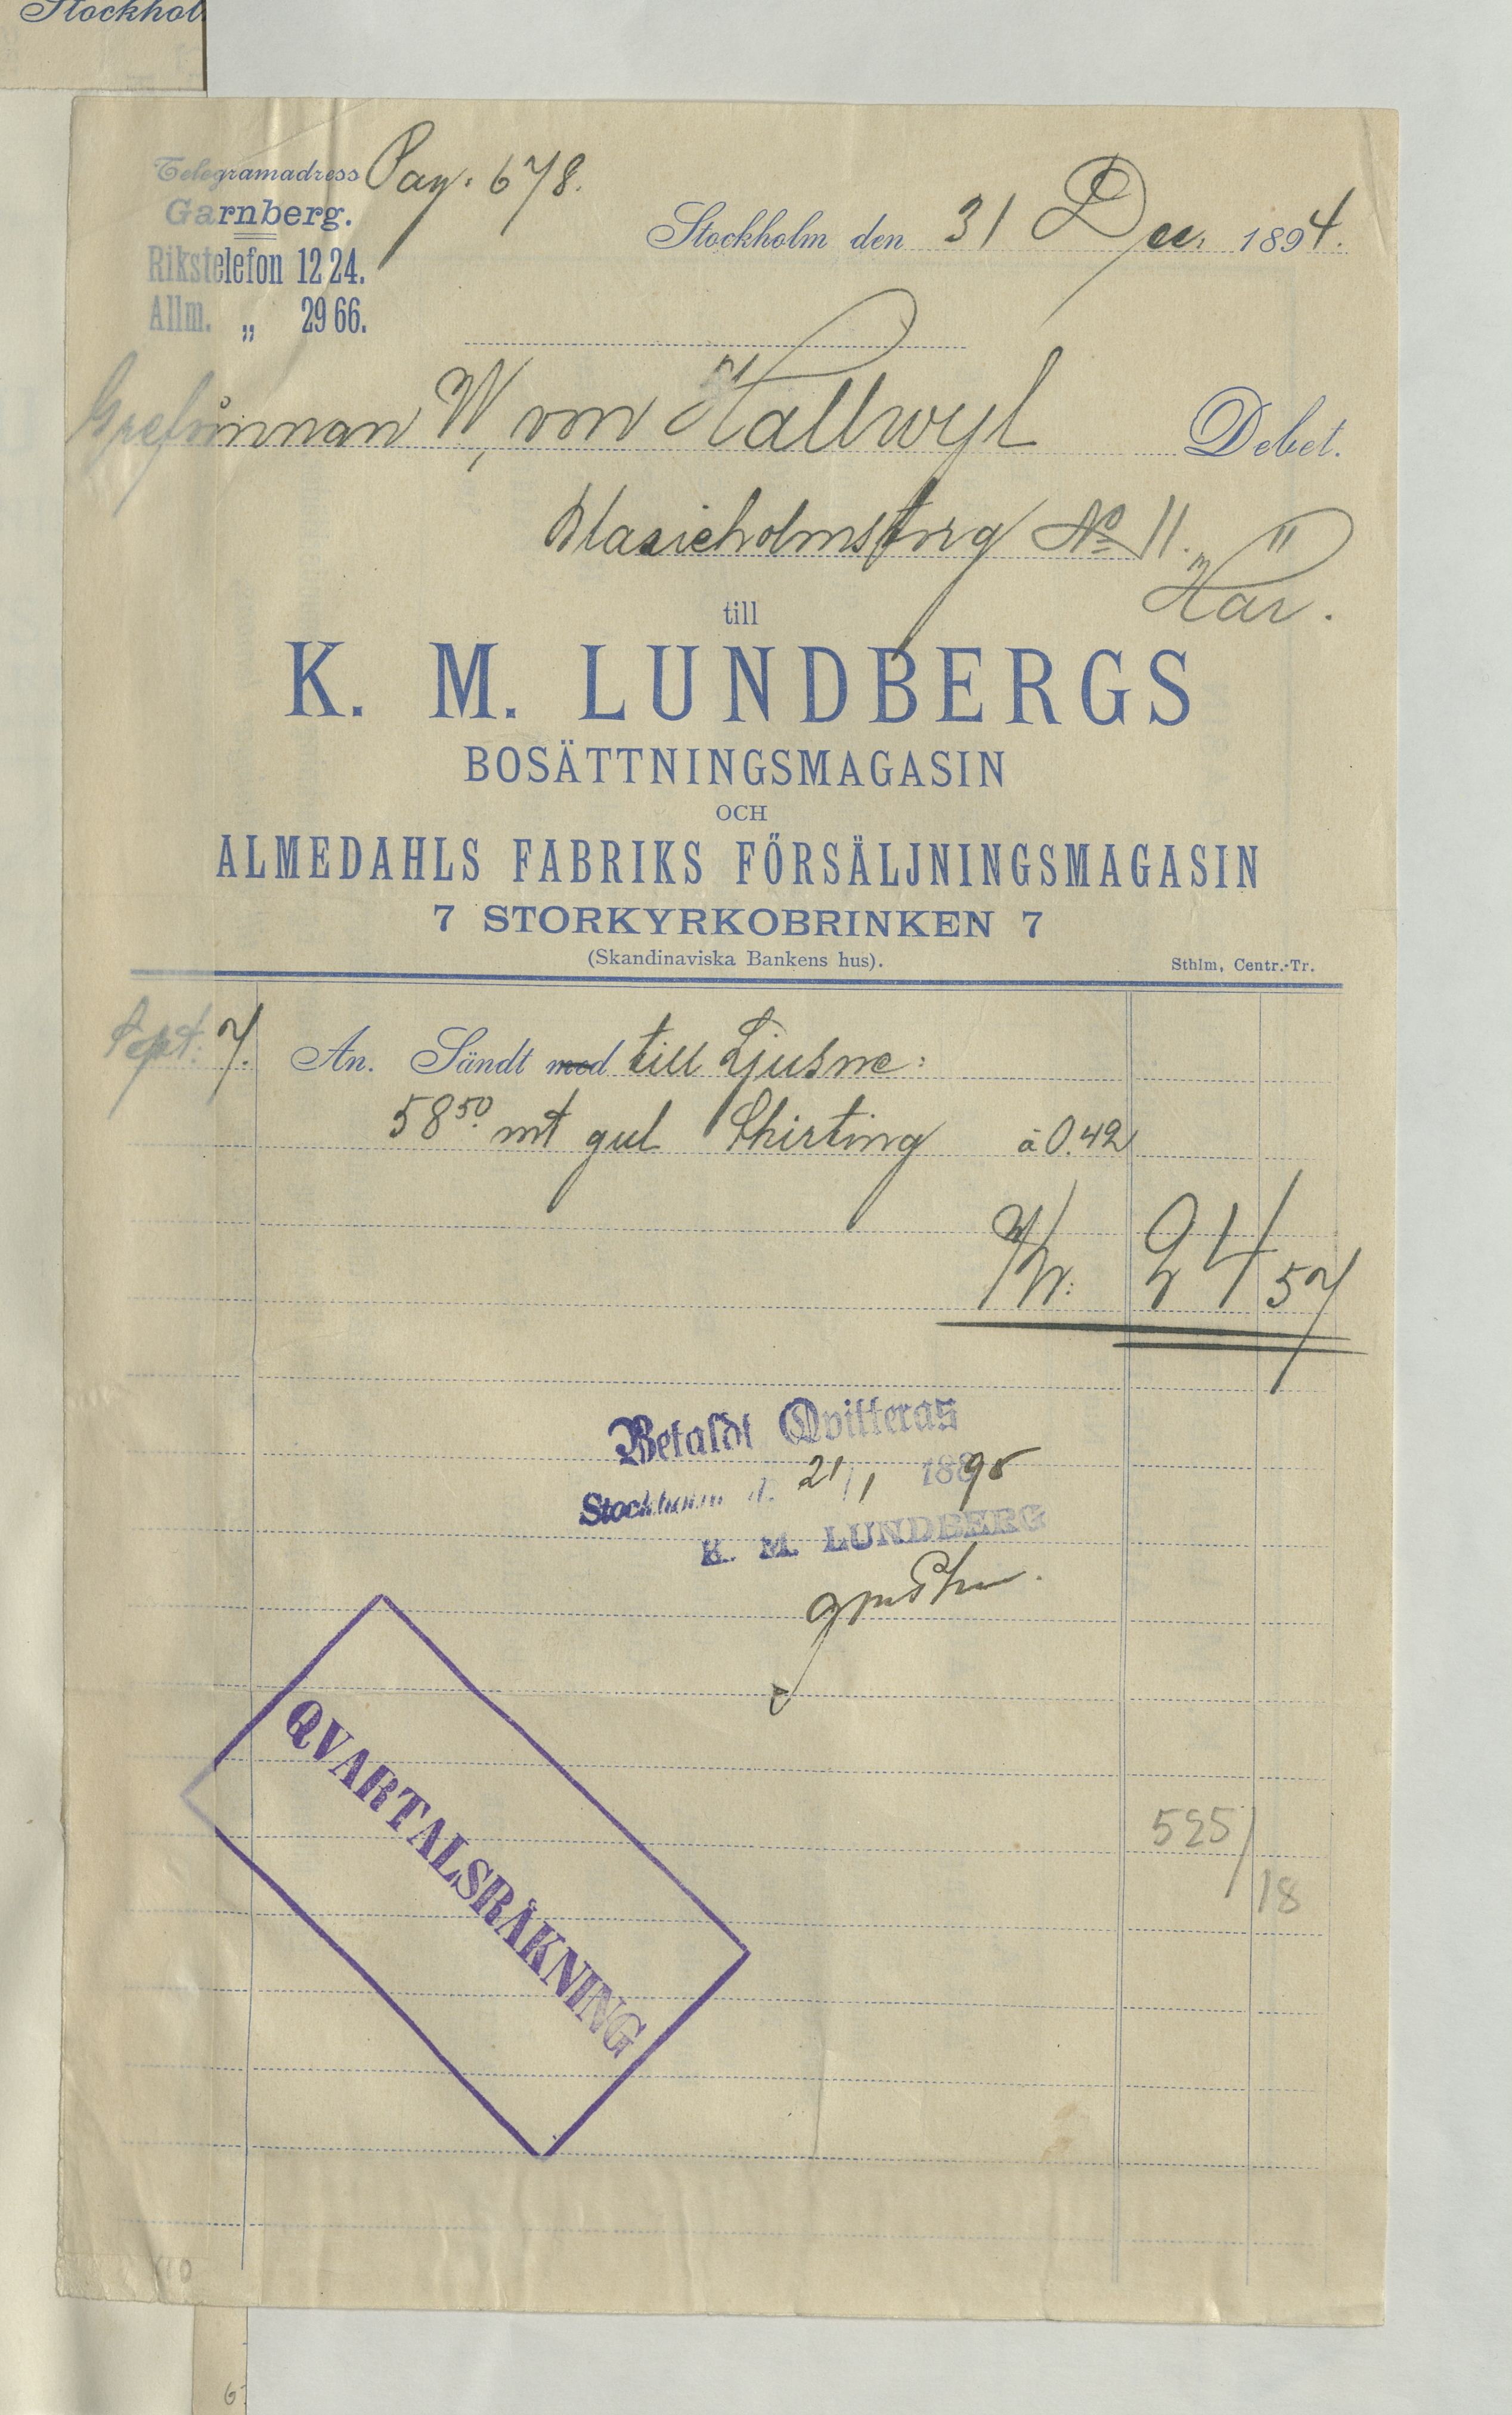 Stockhol
Telegramadress Pag. 678.
Garnberg.
Rikstelefon 12 24.
Allm. „ 29 66.
Stockholm den 31 Dec. 1894.
Grefvinnan W. von Hallwyl Debet.
Blasieholmstorg No 11.
Här.
till
K. M. LUNDBERGS
BOSÄTTNINGSMAGASIN
OCH
ALMEDAHLS FABRIKS FÖRSÄLJNINGSMAGASIN
7 STORKYRKOBRINKEN 7
(Skandinaviska Bankens hus).
Sthlm, Centr.-Tr.
Sept. 7. An. Sändt med till Ljusne:
58 50 mt gul Shirting à 0.42
Kr: 24 57
Betaldt Qvitteras
Stockholm d. 21/1 1895
K. M. LUNDBERG
QVARTALSRÄKNING
525/
18
10
6